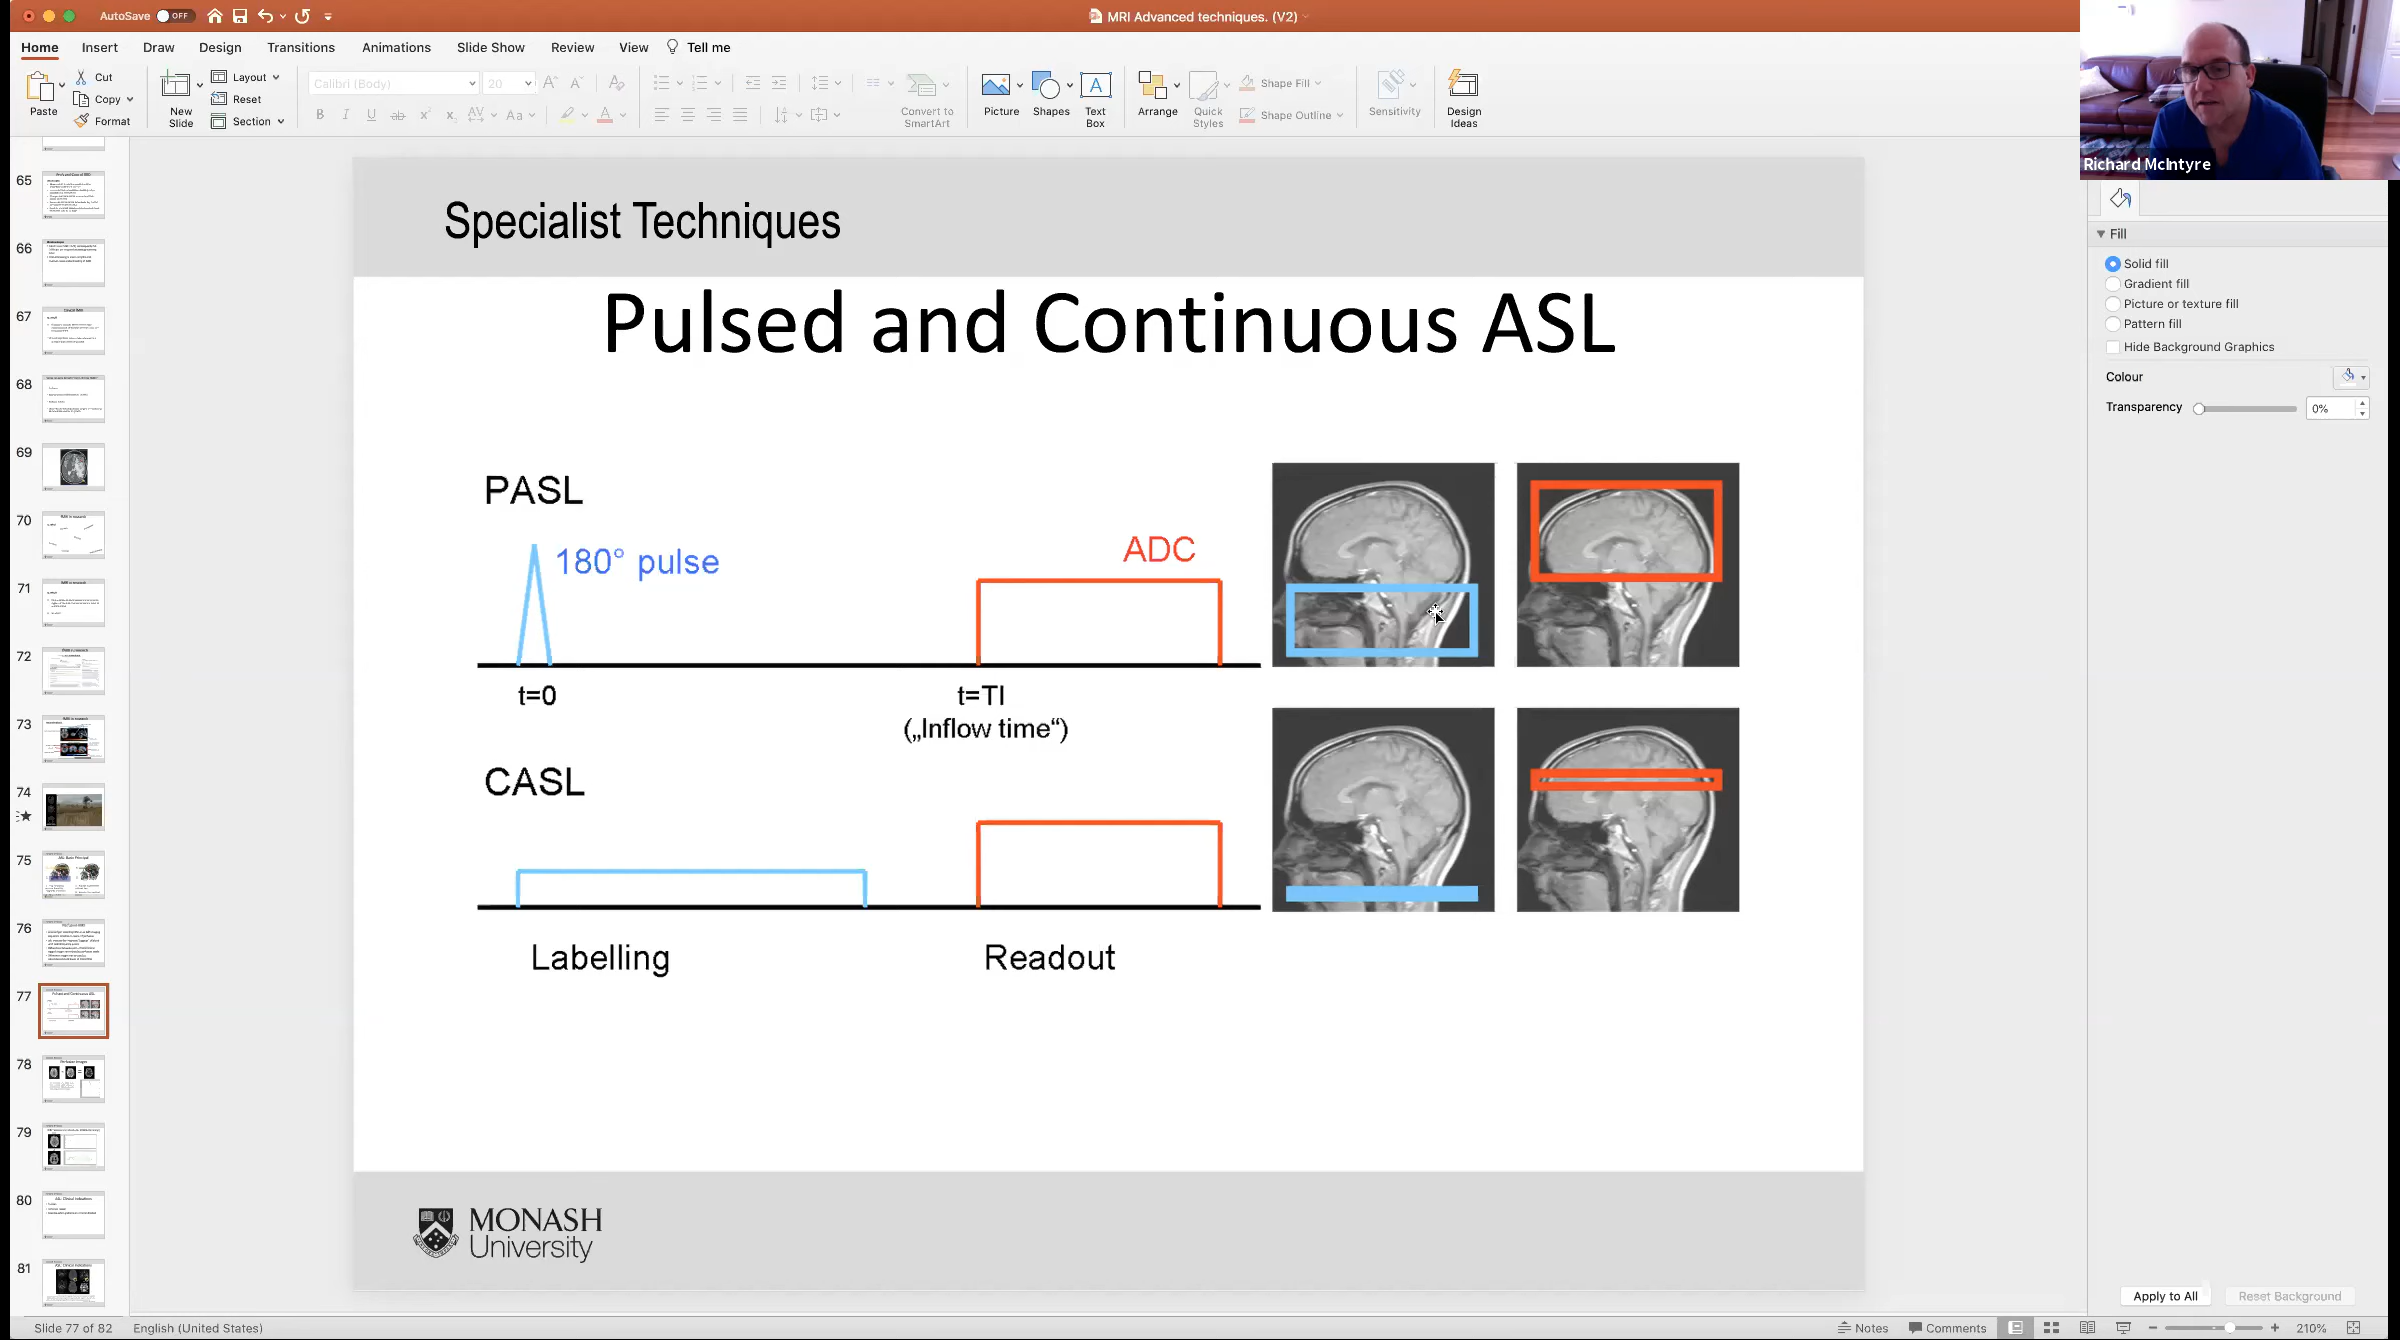 AutoSave OFF
MRI Advanced techniques. (V2)
Home Insert Draw Design Transitions Animations Slide Show Review View Tell me
Paste
Cut
Copy
Format
New Slide
Layout
Reset
Section
Calibri (Body) 20
Convert to SmartArt
Picture
Shapes
Text Box
Arrange
Quick Styles
Shape Fill
Shape Outline
Sensitivity
Design Ideas
Richard McIntyre
65
66
67
68
69
70
71
72
73
74
75
76
77
78
79
80
81
Specialist Techniques
Pulsed and Continuous ASL
PASL
180° pulse
ADC
t=0
t=TI
(„Inflow time“)
CASL
Labelling
Readout
MONASH
University
Fill
Solid fill
Gradient fill
Picture or texture fill
Pattern fill
Hide Background Graphics
Colour
Transparency 0%
Apply to All
Reset Background
Slide 77 of 82 English (United States)
Notes Comments 210%